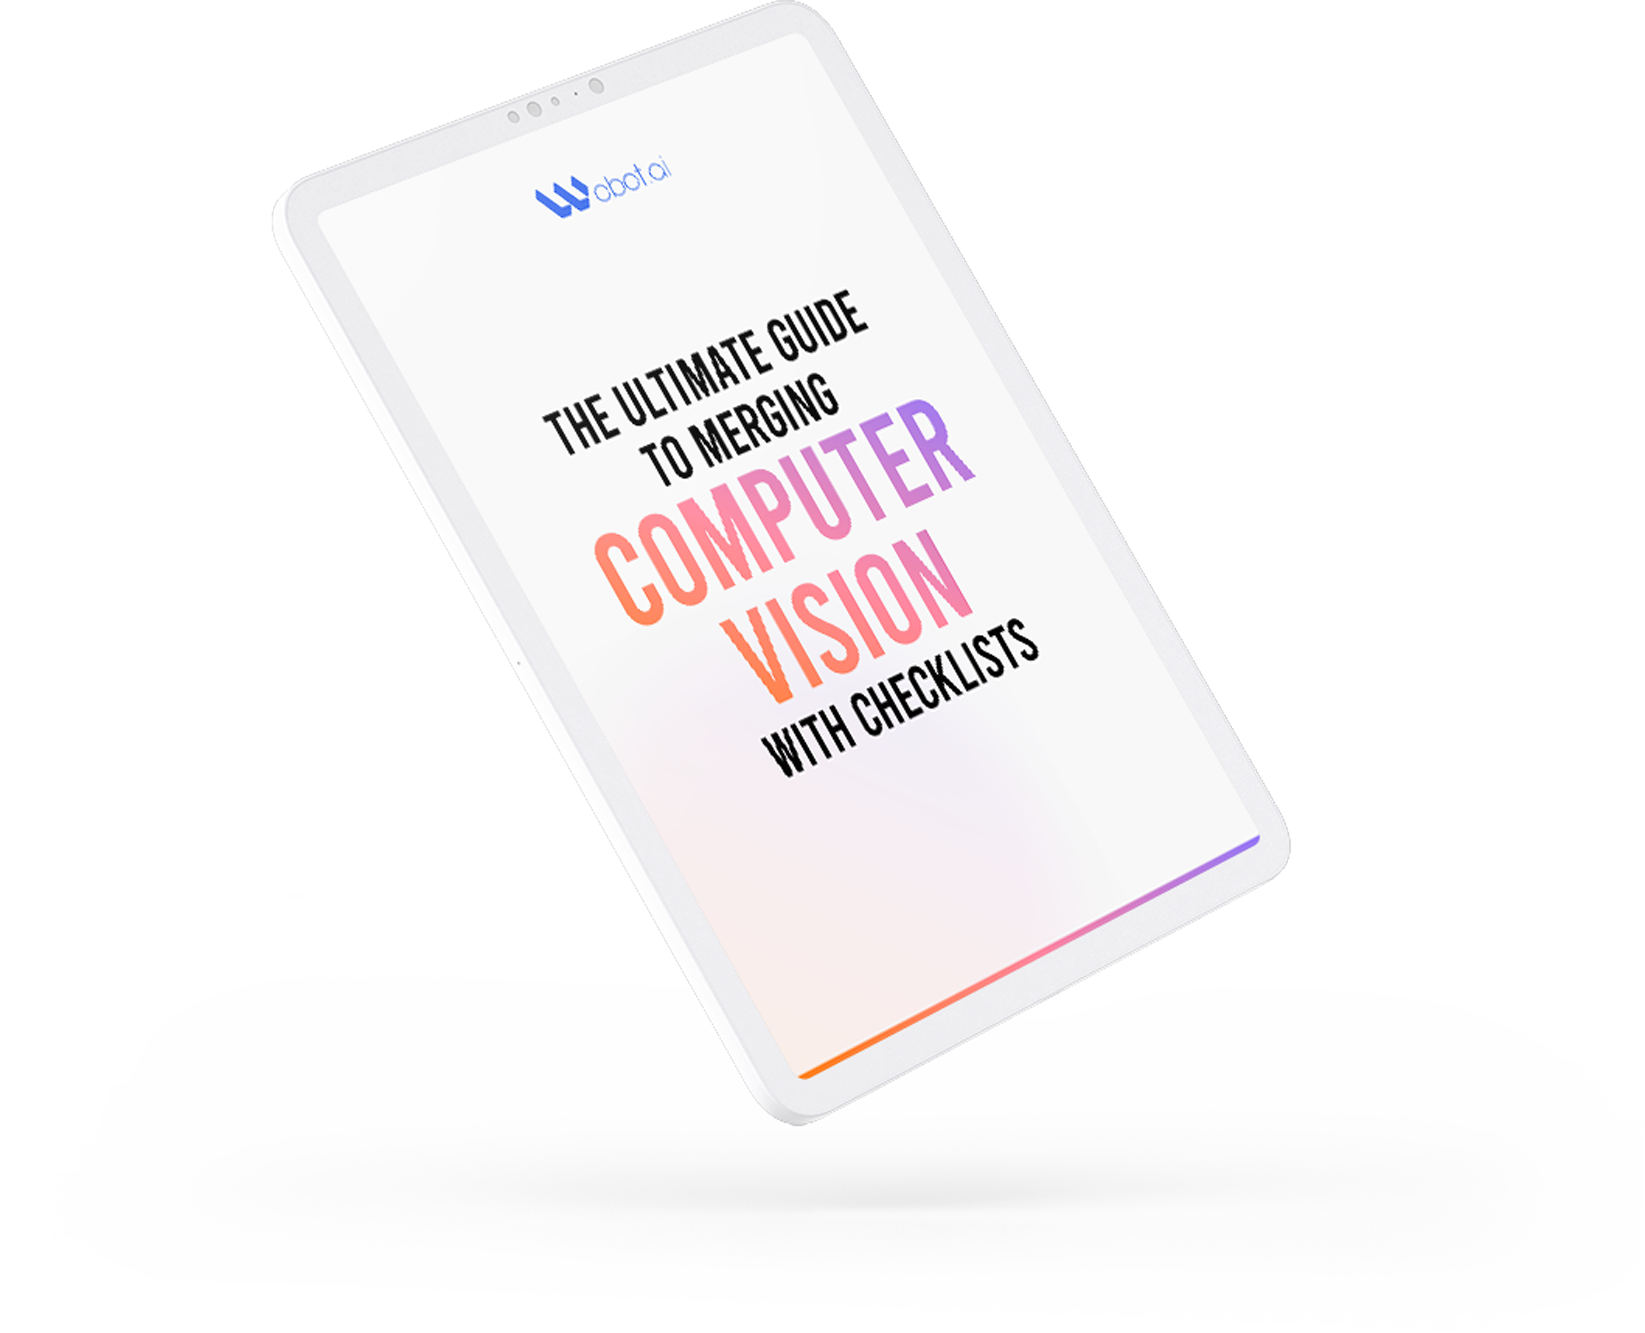 Wobot.ai
THE ULTIMATE GUIDE
TO MERGING
COMPUTER
VISION
WITH CHECKLISTS